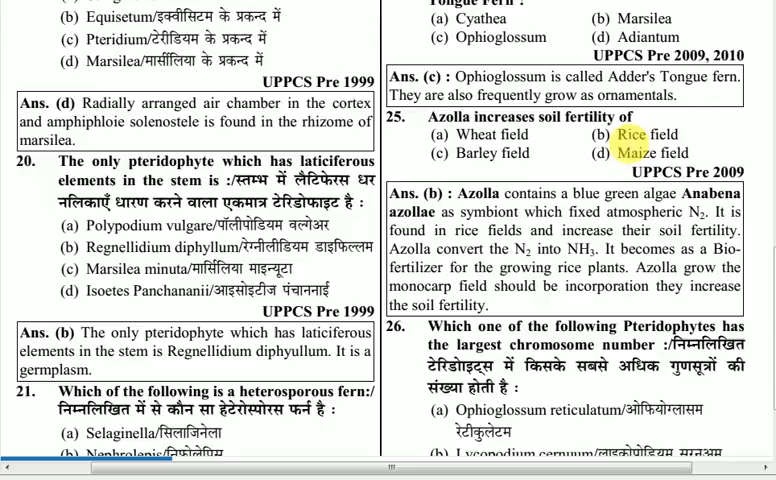 (b) Equisetum/इक्वीसिटम के प्रकन्द में
(c) Pteridium/टेरीडियम के प्रकन्द में
(d) Marsilea/मार्सीलिया के प्रकन्द में
UPPCS Pre 1999
Ans. (d) Radially arranged air chamber in the cortex
and amphiphloie solenostele is found in the rhizome of
marsilea.
20. The only pteridophyte which has laticiferous
elements in the stem is :/स्तम्भ में लैटिफेरस धर
नलिकाएँ धारण करने वाला एकमात्र टेरिडोफाइट है :
(a) Polypodium vulgare/पॉलीपोडियम वल्गेअर
(b) Regnellidium diphyllum/रेग्नीलीडियम डाइफिल्लम
(c) Marsilea minuta/मार्सिलिया माइन्यूटा
(d) Isoetes Panchananii/आइसोइटीज पंचाननाई
UPPCS Pre 1999
Ans. (b) The only pteridophyte which has laticiferous
elements in the stem is Regnellidium diphyullum. It is a
germplasm.
21. Which of the following is a heterosporous fern:/
निम्नलिखित में से कौन सा हेटेरोस्पोरस फर्न है :
(a) Selaginella/सिलाजिनेला
(b) Nephrolepis/निफ्रोलेपिस
Tongue Fern :
(a) Cyathea (b) Marsilea
(c) Ophioglossum (d) Adiantum
UPPCS Pre 2009, 2010
Ans. (c) : Ophioglossum is called Adder's Tongue fern.
They are also frequently grow as ornamentals.
25. Azolla increases soil fertility of
(a) Wheat field (b) Rice field
(c) Barley field (d) Maize field
UPPCS Pre 2009
Ans. (b) : Azolla contains a blue green algae Anabena
azollae as symbiont which fixed atmospheric N₂. It is
found in rice fields and increase their soil fertility.
Azolla convert the N₂ into NH₃. It becomes as a Bio-
fertilizer for the growing rice plants. Azolla grow the
monocarp field should be incorporation they increase
the soil fertility.
26. Which one of the following Pteridophytes has
the largest chromosome number :/निम्नलिखित
टेरिडोाइट्स में किसके सबसे अधिक गुणसूत्रों की
संख्या होती है :
(a) Ophioglossum reticulatum/ओफियोग्लासम
रेटीकुलेटम
(b) Lycopodium cernuum/लाइकोपोडियम सरनुअम